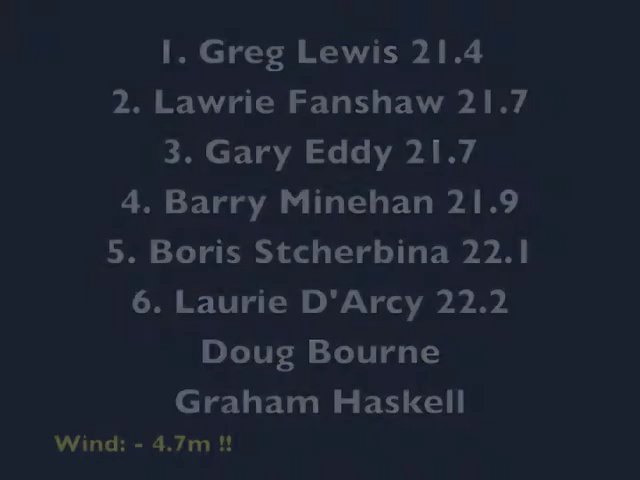 1. Greg Lewis 21.4
2. Lawrie Fanshaw 21.7
3. Gary Eddy 21.7
4. Barry Minehan 21.9
5. Boris Stcherbina 22.1
6. Laurie D'Arcy 22.2
Doug Bourne
Graham Haskell
Wind: - 4.7m !!